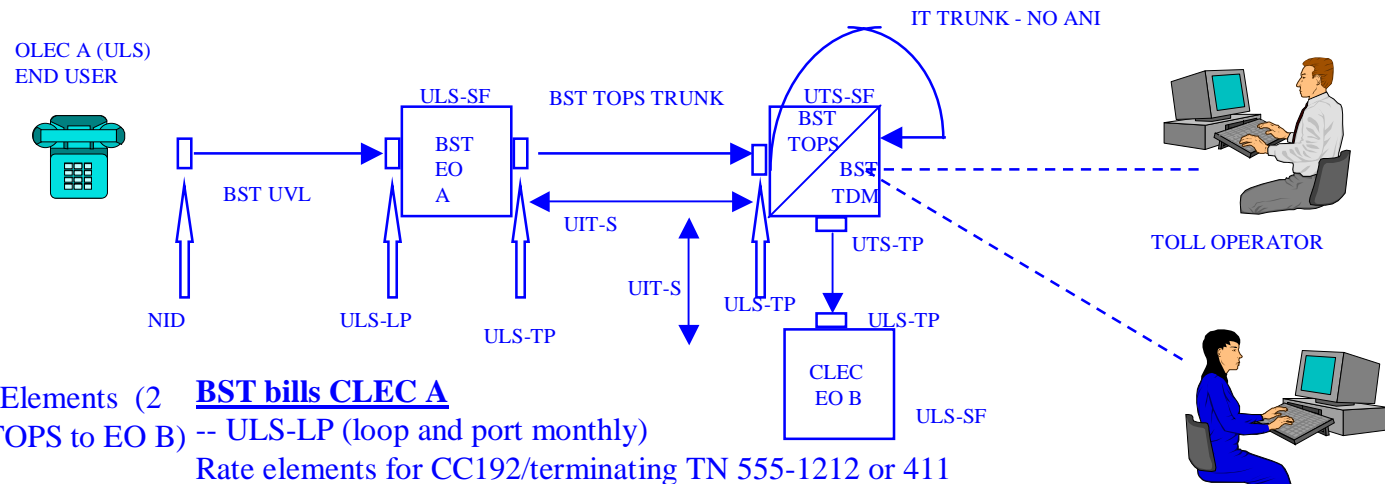 IT TRUNK - NO ANI
OLEC A (ULS)
END USER
ULS-SF
BST TOPS TRUNK
UTS-SF
BST
TOPS
BST
EO
A
BST
TDM
BST UVL
UIT-S
UTS-TP
TOLL OPERATOR
UIT-S
ULS-TP
NID
ULS-LP
ULS-TP
ULS-TP
CLEC
EO B
ULS-SF
Elements (2
TOPS to EO B)
BST bills CLEC A
-- ULS-LP (loop and port monthly)
Rate elements for CC192/terminating TN 555-1212 or 411